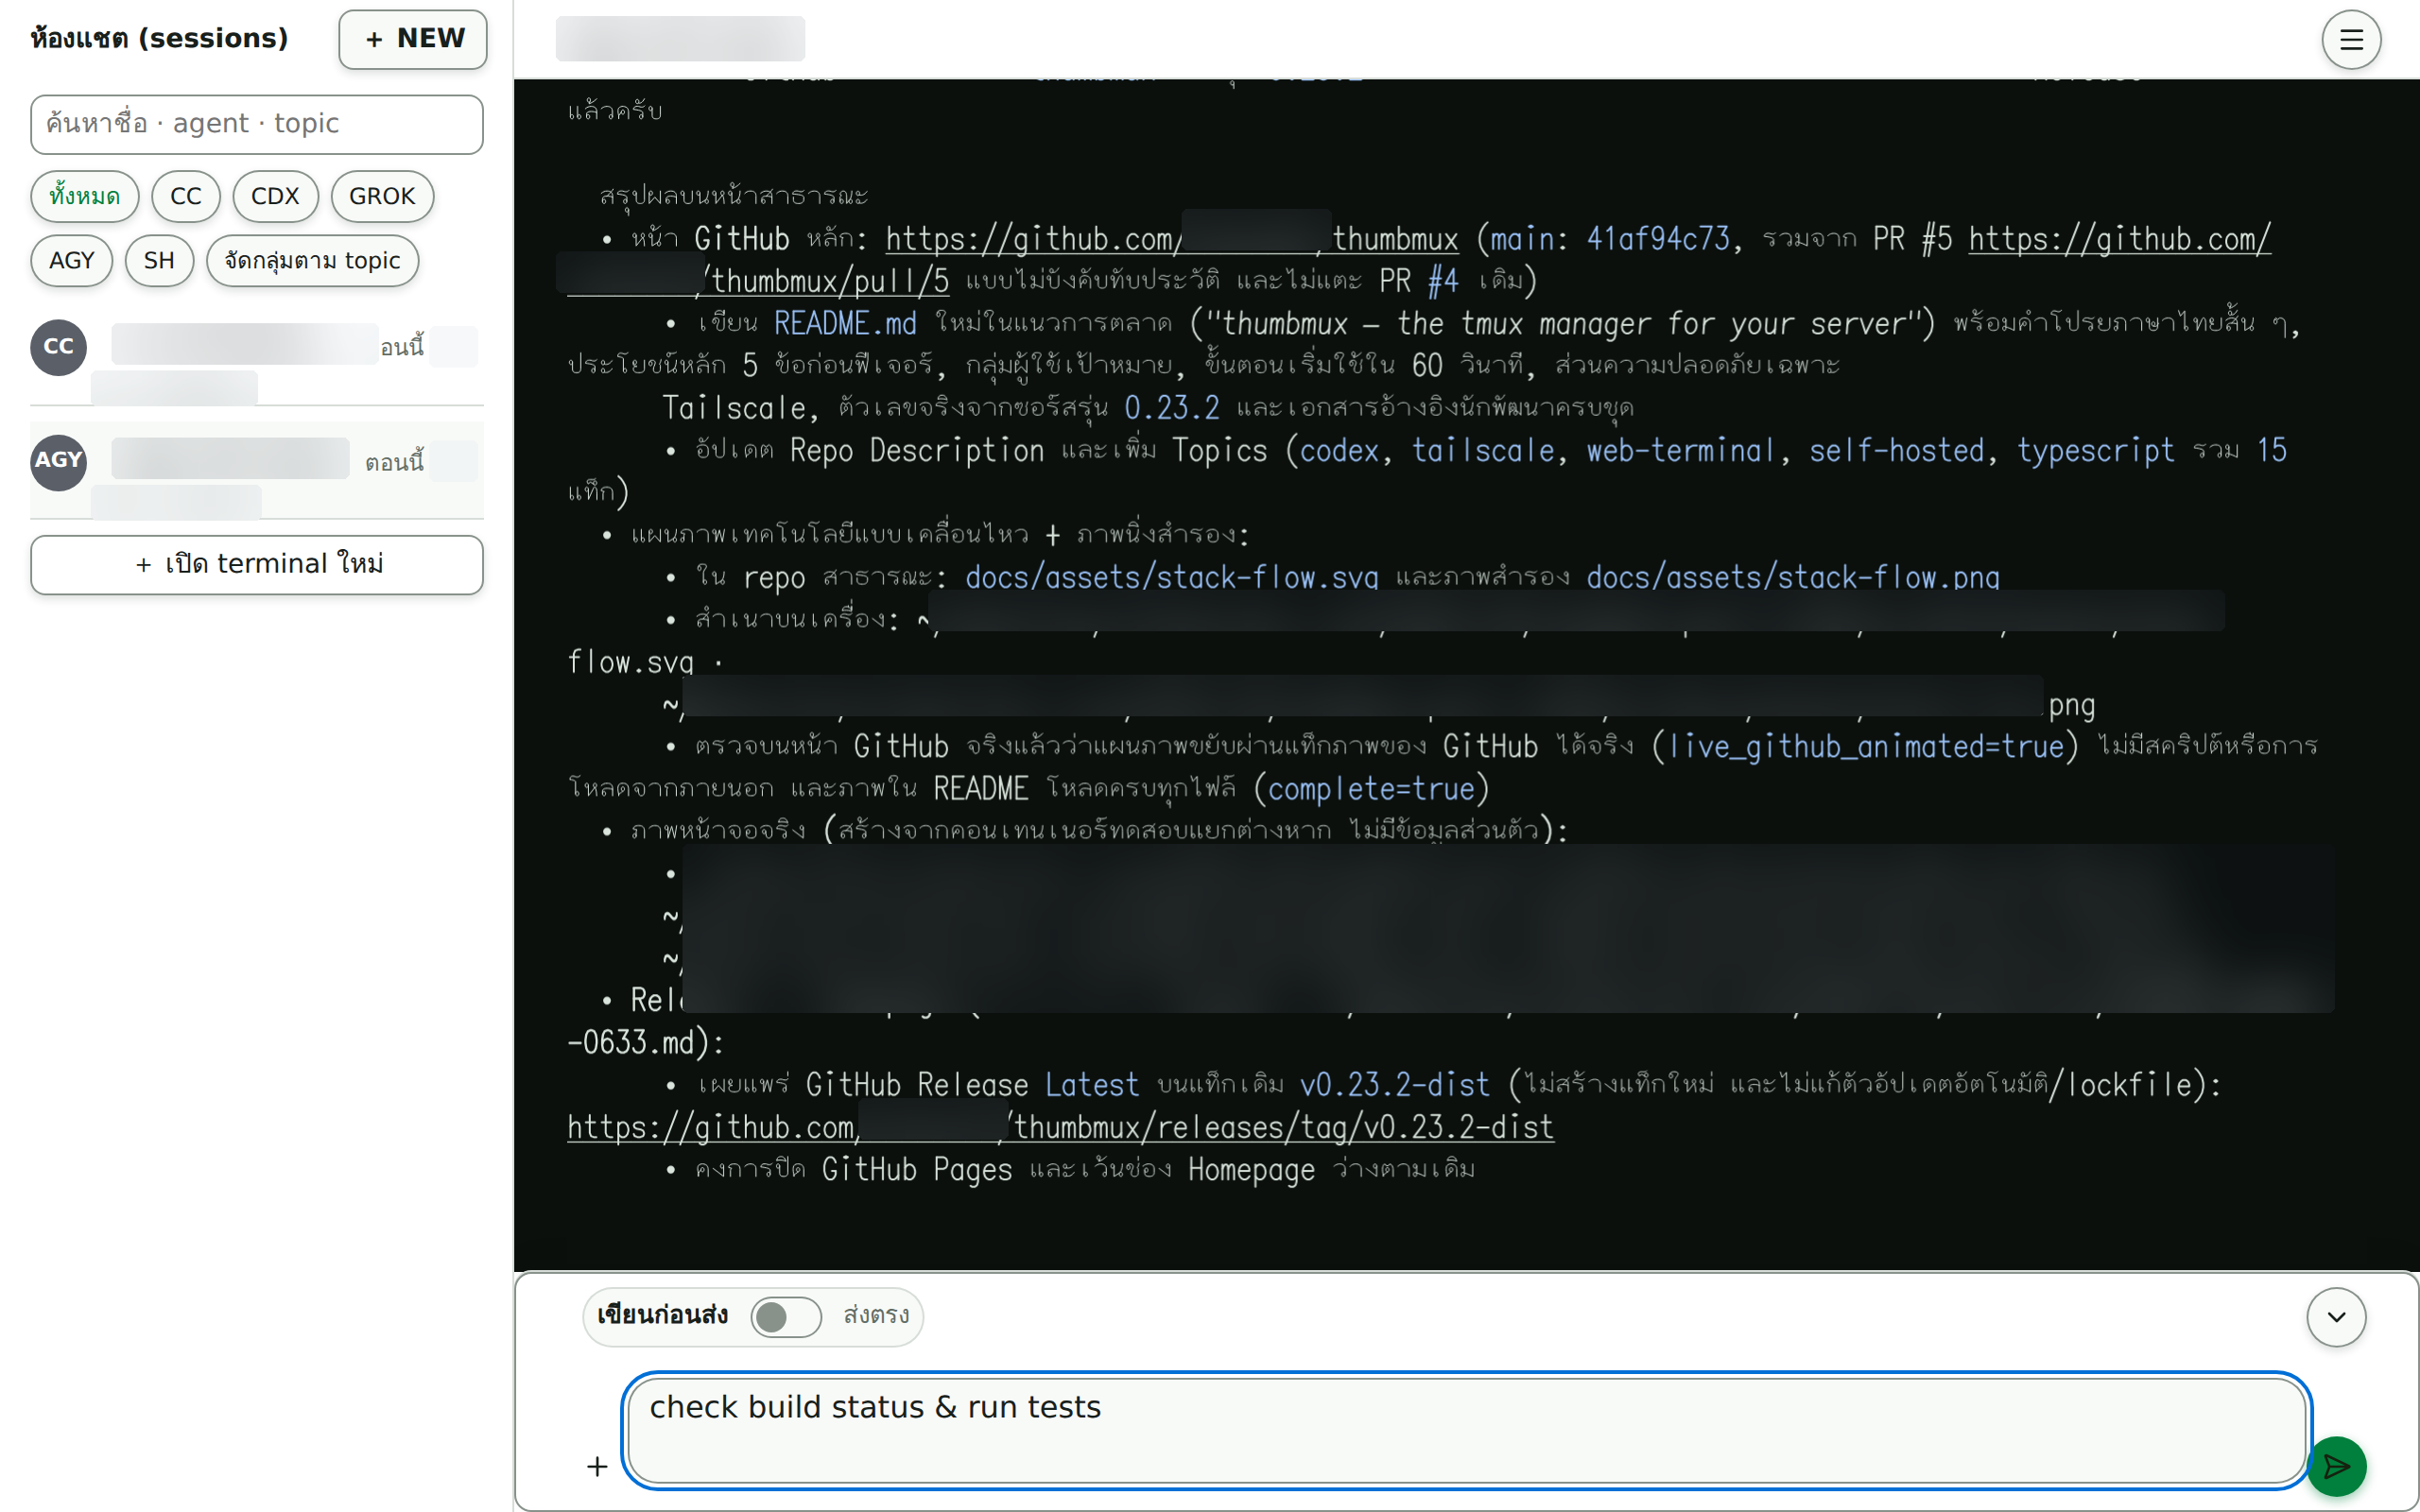 ห้องแชต (sessions)
+ NEW
ค้นหาชื่อ · agent · topic
ทั้งหมด
CC
CDX
GROK
AGY
SH
จัดกลุ่มตาม topic
CC
อนนี้
AGY
ตอนนี้
+ เปิด terminal ใหม่
แล้วครับ
สรุปผลบนหน้าสาธารณะ
• หน้า GitHub หลัก: https://github.com/ thumbmux (main: 41af94c73, รวมจาก PR #5 https://github.com/
/thumbmux/pull/5 แบบไม่บังคับทับประวัติ และไม่แตะ PR #4 เดิม)
• เขียน README.md ใหม่ในแนวการตลาด ("thumbmux — the tmux manager for your server") พร้อมคำโปรยภาษาไทยสั้น ๆ,
ประโยชน์หลัก 5 ข้อก่อนฟีเจอร์, กลุ่มผู้ใช้เป้าหมาย, ขั้นตอนเริ่มใช้ใน 60 วินาที, ส่วนความปลอดภัยเฉพาะ
Tailscale, ตัวเลขจริงจากซอร์สรุ่น 0.23.2 และเอกสารอ้างอิงนักพัฒนาครบชุด
• อัปเดต Repo Description และเพิ่ม Topics (codex, tailscale, web-terminal, self-hosted, typescript รวม 15
แท็ก)
• แผนภาพเทคโนโลยีแบบเคลื่อนไหว + ภาพนิ่งสำรอง:
• ใน repo สาธารณะ: docs/assets/stack-flow.svg และภาพสำรอง docs/assets/stack-flow.png
• สำเนาบนเครื่อง: ~/
flow.svg ·
~/ png
• ตรวจบนหน้า GitHub จริงแล้วว่าแผนภาพขยับผ่านแท็กภาพของ GitHub ได้จริง (live_github_animated=true) ไม่มีสคริปต์หรือการ
โหลดจากภายนอก และภาพใน README โหลดครบทุกไฟล์ (complete=true)
• ภาพหน้าจอจริง (สร้างจากคอนเทนเนอร์ทดสอบแยกต่างหาก ไม่มีข้อมูลส่วนตัว):
•
~/
~/
•
-0633.md):
• เผยแพร่ GitHub Release Latest บนแท็กเดิม v0.23.2-dist (ไม่สร้างแท็กใหม่ และไม่แก้ตัวอัปเดตอัตโนมัติ/lockfile):
https://github.com/ /thumbmux/releases/tag/v0.23.2-dist
• คงการปิด GitHub Pages และเว้นช่อง Homepage ว่างตามเดิม
เขียนก่อนส่ง
ส่งตรง
check build status & run tests
+